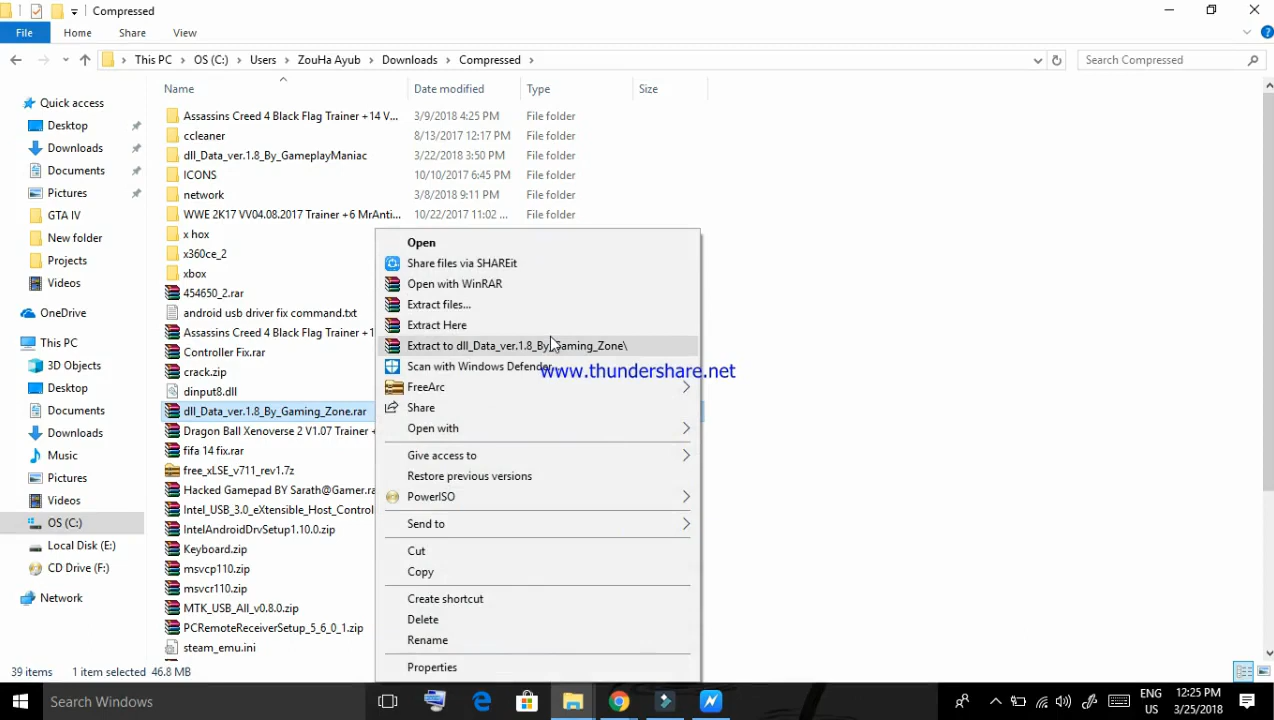 Compressed
File
Home
Share
View
This PC
OS (C:)
Users
ZouHa Ayub
Downloads
Compressed
Search Compressed
Name
Date modified
Type
Size
Quick access
Desktop
Downloads
Documents
Pictures
GTA IV
New folder
Projects
Videos
OneDrive
This PC
3D Objects
Desktop
Documents
Downloads
Music
Pictures
Videos
OS (C:)
Local Disk (E:)
CD Drive (F:)
Network
Assassins Creed 4 Black Flag Trainer +14 V... 3/9/2018 4:25 PM File folder
ccleaner 8/13/2017 12:17 PM File folder
dll_Data_ver.1.8_By_GameplayManiac 3/22/2018 3:50 PM File folder
ICONS 10/10/2017 6:45 PM File folder
network 3/8/2018 9:11 PM File folder
WWE 2K17 VV04.08.2017 Trainer +6 MrAnti... 10/22/2017 11:02 ... File folder
x hox
x360ce_2
xbox
454650_2.rar
android usb driver fix command.txt
Assassins Creed 4 Black Flag Trainer +1
Controller Fix.rar
crack.zip
dinput8.dll
dll_Data_ver.1.8_By_Gaming_Zone.rar
Dragon Ball Xenoverse 2 V1.07 Trainer +
fifa 14 fix.rar
free_xLSE_v711_rev1.7z
Hacked Gamepad BY Sarath@Gamer.ra
Intel_USB_3.0_eXtensible_Host_Control
IntelAndroidDrvSetup1.10.0.zip
Keyboard.zip
msvcp110.zip
msvcr110.zip
MTK_USB_All_v0.8.0.zip
PCRemoteReceiverSetup_5_6_0_1.zip
steam_emu.ini
Open
Share files via SHAREit
Open with WinRAR
Extract files...
Extract Here
Extract to dll_Data_ver.1.8_By_Gaming_Zone\
Scan with Windows Defender...
www.thundershare.net
FreeArc
Share
Open with
Give access to
Restore previous versions
PowerISO
Send to
Cut
Copy
Create shortcut
Delete
Rename
Properties
39 items 1 item selected 46.8 MB
Search Windows
ENG
US
12:25 PM
3/25/2018